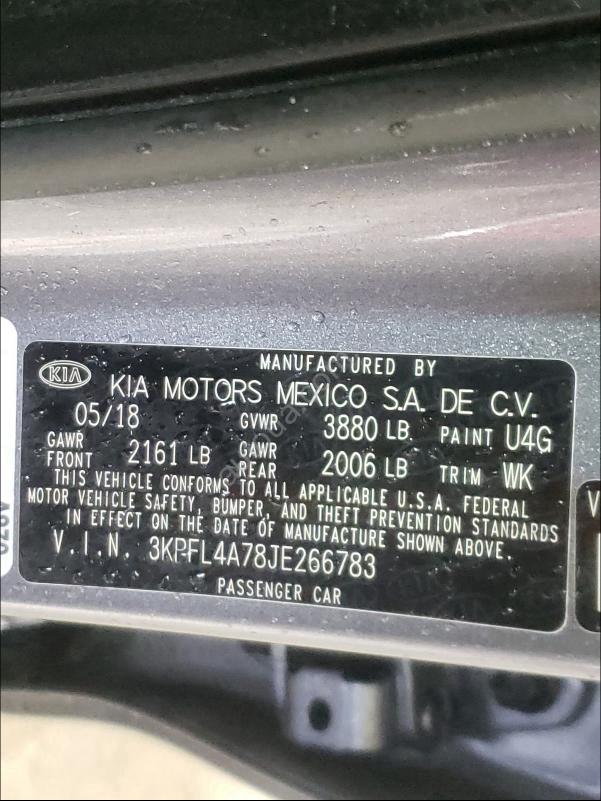 MANUFACTURED BY
KIA KIA MOTORS MEXICO S.A. DE C.V.
05/18 GVWR 3880 LB. PAINT U4G
GAWR FRONT 2161 LB GAWR REAR 2006 LB TRIM WK
THIS VEHICLE CONFORMS TO ALL APPLICABLE U.S.A. FEDERAL
MOTOR VEHICLE SAFETY, BUMPER, AND THEFT PREVENTION STANDARDS
IN EFFECT ON THE DATE OF MANUFACTURE SHOWN ABOVE.
V.I.N. 3KPFL4A78JE266783
PASSENGER CAR